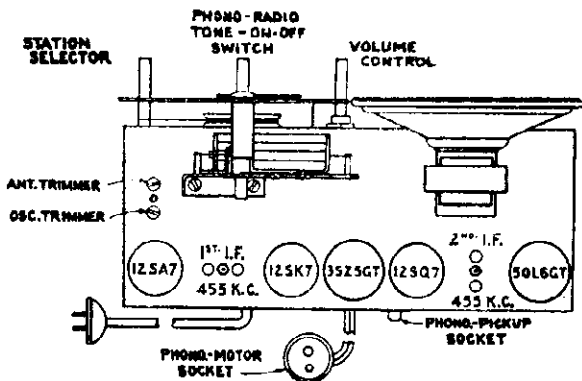 PHONO-RADIO
TONE-ON-OFF
SWITCH
STATION
SELECTOR
VOLUME
CONTROL
ANT. TRIMMER
OSC. TRIMMER
1ST. I.F.
455 K.C.
2ND. I.F.
455 K.C.
12SA7
12SK7
35Z5GT
12SQ7
50L6GT
PHONO-MOTOR
SOCKET
PHONO-PICKUP
SOCKET